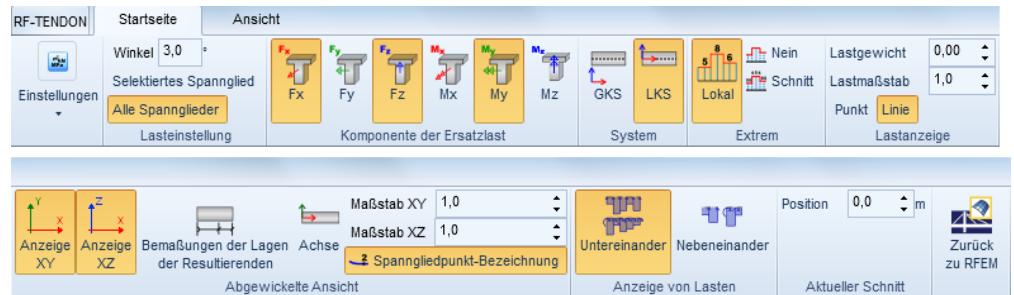 RF-TENDON Startseite Ansicht
Winkel 3,0 °
Selektiertes Spannglied
Alle Spannglieder
Einstellungen
Lasteinstellung
Fx Fy Fz Mx My Mz
Fx Fy Fz Mx My Mz
Komponente der Ersatzlast
GKS LKS
System
8
5 6
Lokal
Nein
Schnitt
Extrem
Lastgewicht 0,00
Lastmaßstab 1,0
Punkt Linie
Lastanzeige
Y X
Anzeige XY
Z X
Anzeige XZ
Bemaßungen der Lagen
der Resultierenden
Achse
Maßstab XY 1,0
Maßstab XZ 1,0
2 Spanngliedpunkt-Bezeichnung
Abgewickelte Ansicht
Untereinander Nebeneinander
Anzeige von Lasten
Position 0,0 m
Aktueller Schnitt
Zurück
zu RFEM